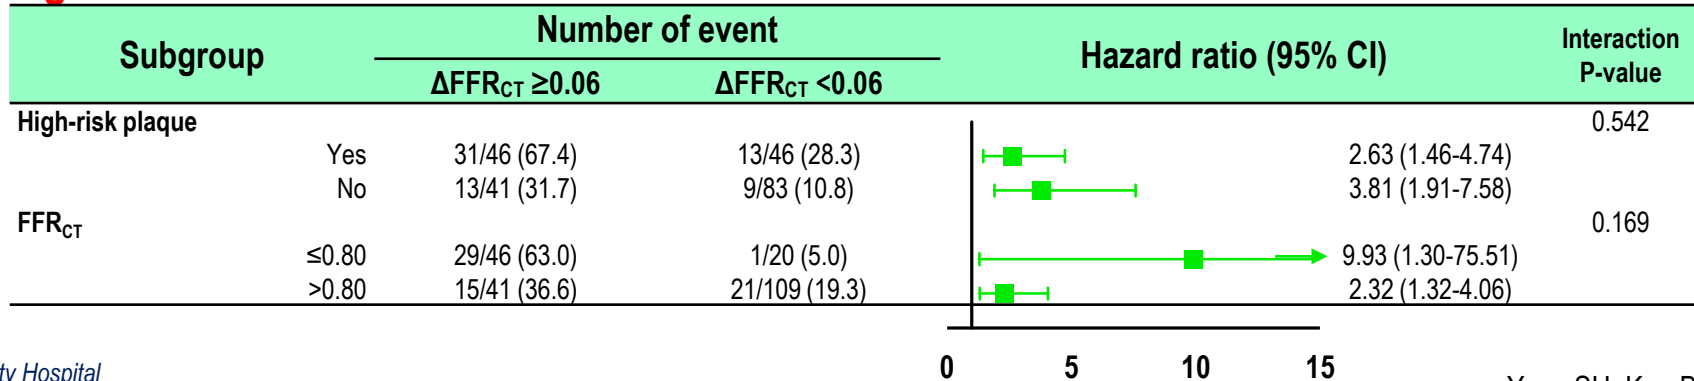 Subgroup Number of event Hazard ratio (95% CI) Interaction P-value
ΔFFRCT ≥0.06 ΔFFRCT <0.06
High-risk plaque 0.542
Yes 31/46 (67.4) 13/46 (28.3) 2.63 (1.46-4.74)
No 13/41 (31.7) 9/83 (10.8) 3.81 (1.91-7.58)
FFRCT 0.169
≤0.80 29/46 (63.0) 1/20 (5.0) 9.93 (1.30-75.51)
>0.80 15/41 (36.6) 21/109 (19.3) 2.32 (1.32-4.06)
0 5 10 15
Hospital